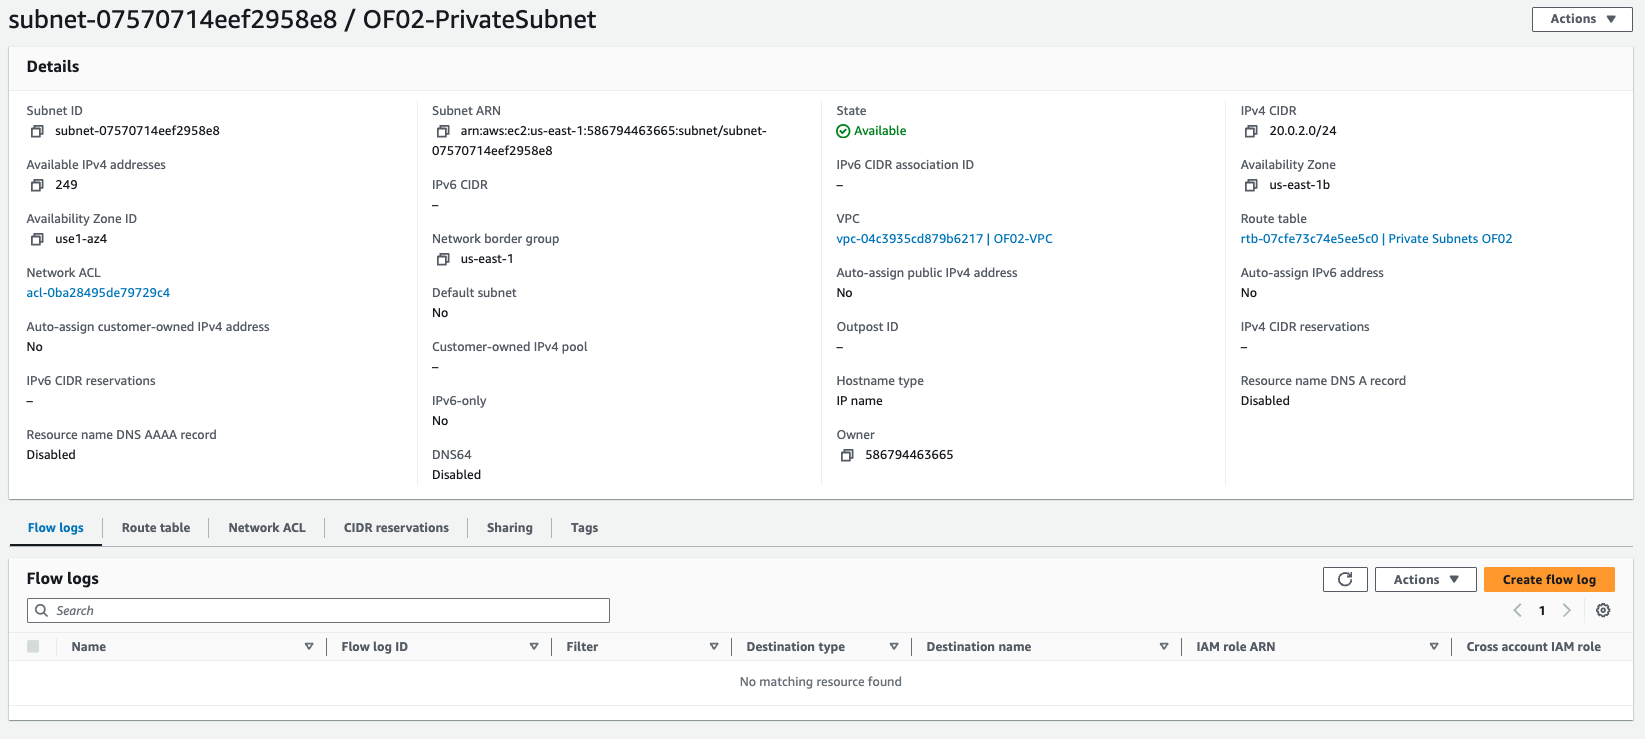 subnet-07570714eef2958e8 / OF02-PrivateSubnet
Actions
Details
Subnet ID
subnet-07570714eef2958e8
Available IPv4 addresses
249
Availability Zone ID
use1-az4
Network ACL
acl-0ba28495de79729c4
Auto-assign customer-owned IPv4 address
No
IPv6 CIDR reservations
–
Resource name DNS AAAA record
Disabled
Subnet ARN
arn:aws:ec2:us-east-1:586794463665:subnet/subnet-
07570714eef2958e8
IPv6 CIDR
–
Network border group
us-east-1
Default subnet
No
Customer-owned IPv4 pool
–
IPv6-only
No
DNS64
Disabled
State
Available
IPv6 CIDR association ID
–
VPC
vpc-04c3935cd879b6217 | OF02-VPC
Auto-assign public IPv4 address
No
Outpost ID
–
Hostname type
IP name
Owner
586794463665
IPv4 CIDR
20.0.2.0/24
Availability Zone
us-east-1b
Route table
rtb-07cfe73c74e5ee5c0 | Private Subnets OF02
Auto-assign IPv6 address
No
IPv4 CIDR reservations
–
Resource name DNS A record
Disabled
Flow logs Route table Network ACL CIDR reservations Sharing Tags
Flow logs
Actions Create flow log
Search
1
Name Flow log ID Filter Destination type Destination name IAM role ARN Cross account IAM role
No matching resource found